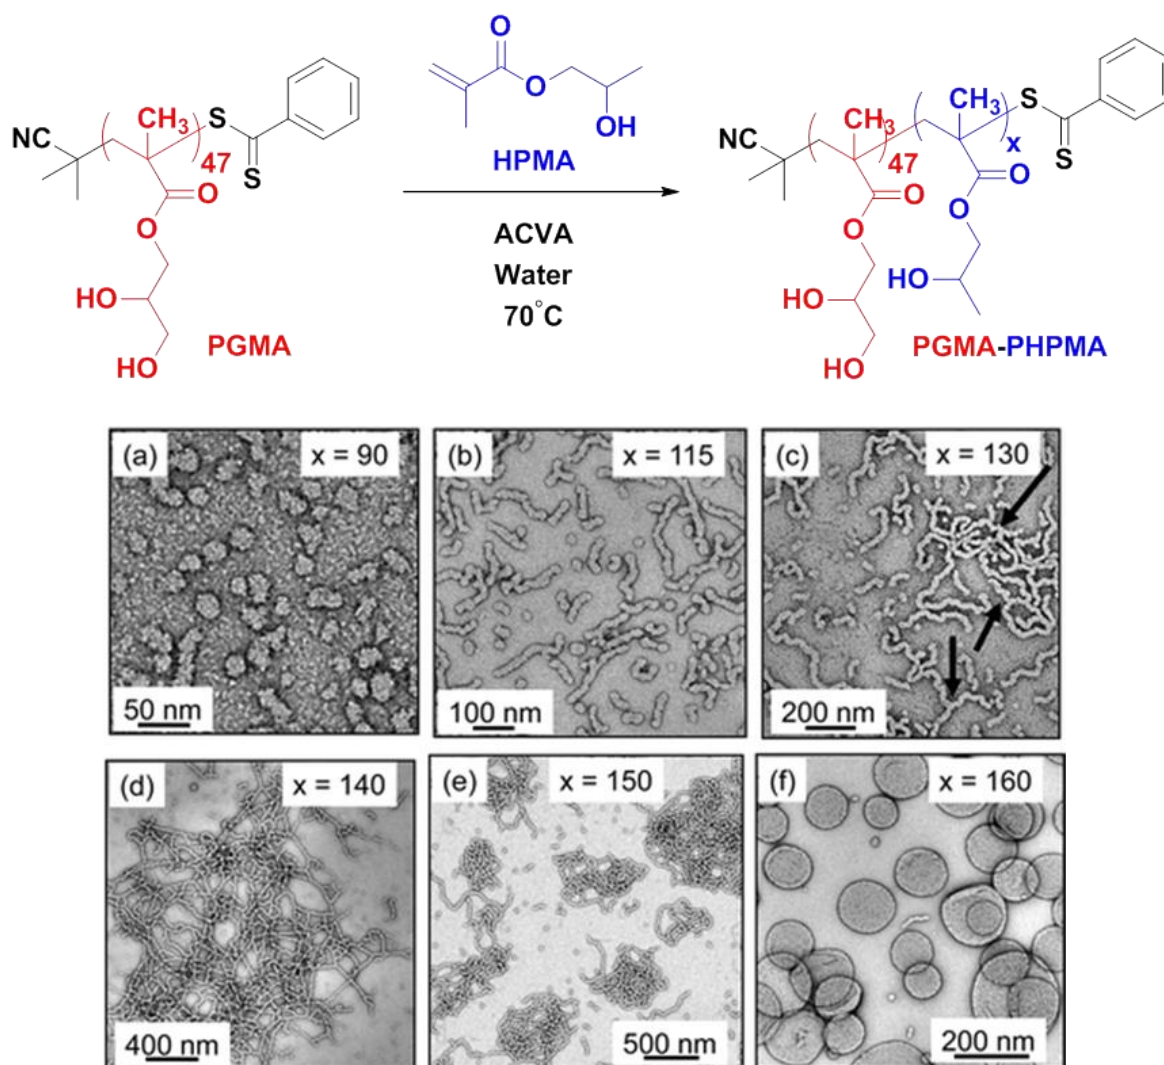 O
NC
CH3
S
S
47
O
O
HO
HO
PGMA
O
O
OH
HPMA
ACVA
Water
70°C
NC
CH3
47
CH3
x
S
S
O
O
O
O
HO
HO
HO
PGMA-PHPMA
(a) x = 90
50 nm
(b) x = 115
100 nm
(c) x = 130
200 nm
(d) x = 140
400 nm
(e) x = 150
500 nm
(f) x = 160
200 nm